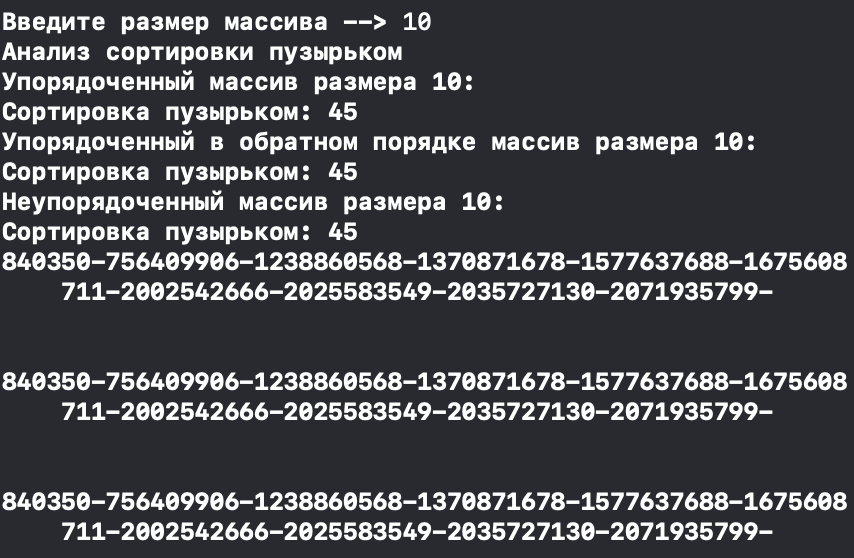 Введите размер массива --> 10
Анализ сортировки пузырьком
Упорядоченный массив размера 10:
Сортировка пузырьком: 45
Упорядоченный в обратном порядке массив размера 10:
Сортировка пузырьком: 45
Неупорядоченный массив размера 10:
Сортировка пузырьком: 45
840350-756409906-1238860568-1370871678-1577637688-1675608
711-2002542666-2025583549-2035727130-2071935799-
840350-756409906-1238860568-1370871678-1577637688-1675608
711-2002542666-2025583549-2035727130-2071935799-
840350-756409906-1238860568-1370871678-1577637688-1675608
711-2002542666-2025583549-2035727130-2071935799-